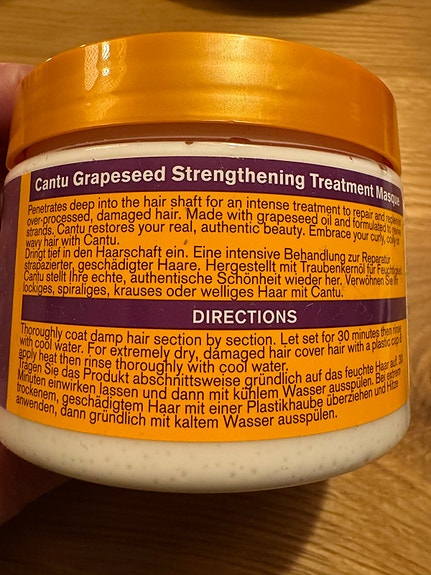 Cantu Grapeseed Strengthening Treatment Masque
Penetrates deep into the hair shaft for an intense treatment to repair and replenish
over-processed, damaged hair. Made with grapeseed oil and formulated to
strands. Cantu restores your real, authentic beauty. Embrace your curly, coily or
wavy hair with Cantu.
Dringt tief in den Haarschaft ein. Eine intensive Behandlung zur Reparatur
strapazierter, geschädigter Haare. Hergestellt mit Traubenkernöl für
Cantu stellt Ihre echte, authentische Schönheit wieder her. Verwöhnen Sie Ihr
lockiges, spiraliges, krauses oder welliges Haar mit Cantu.
DIRECTIONS
Thoroughly coat damp hair section by section. Let set for 30 minutes then rinse
with cool water. For extremely dry, damaged hair cover hair with a plastic cap &
apply heat then rinse thoroughly with cool water.
Tragen Sie das Produkt abschnittsweise gründlich auf das feuchte Haar auf. 30
Minuten einwirken lassen und dann mit kühlem Wasser ausspülen. Bei extrem
trockenem, geschädigtem Haar mit einer Plastikhaube überziehen und Hitze
anwenden, dann gründlich mit kaltem Wasser ausspülen.